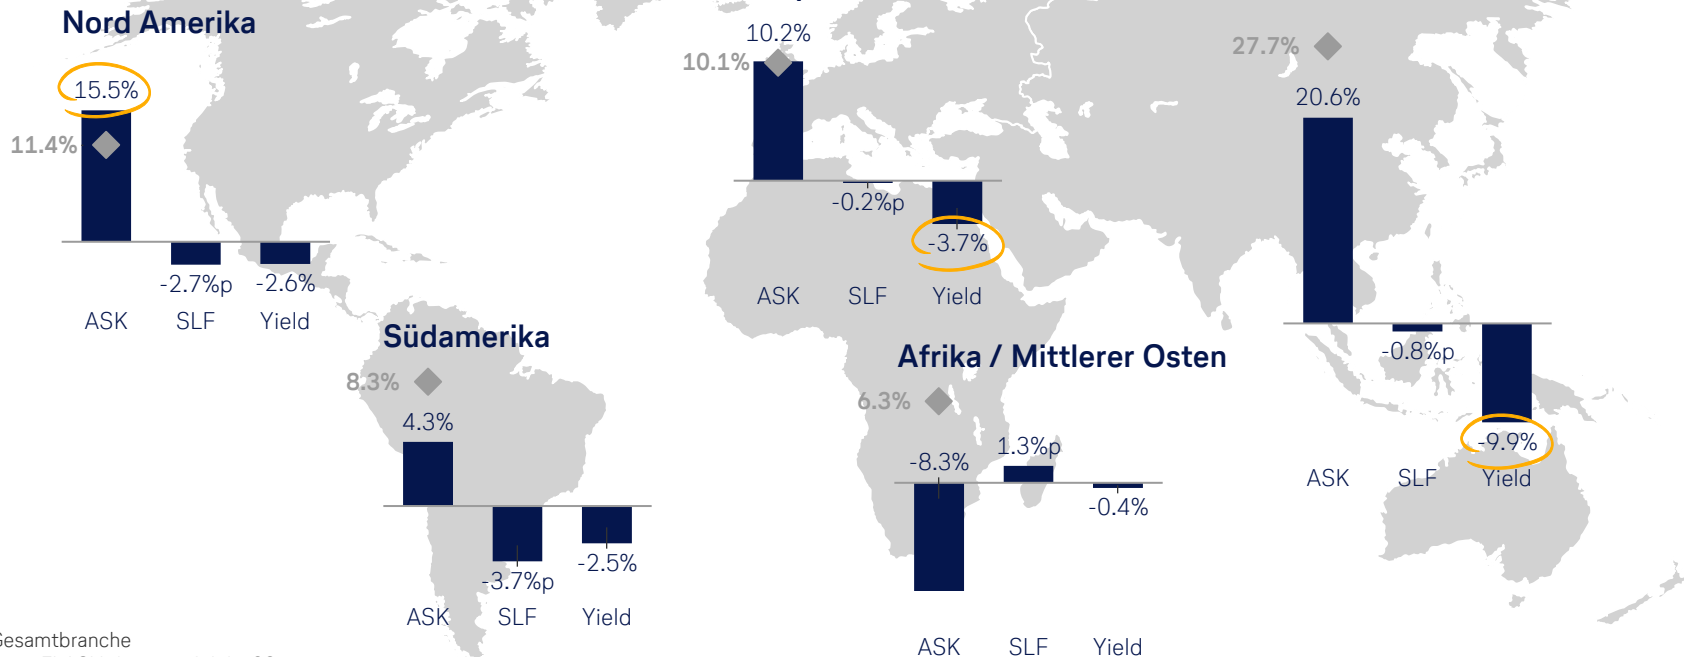 Nord Amerika
15.5%
11.4%
-2.7%p
-2.6%
ASK SLF Yield
10.2%
10.1%
-0.2%p
-3.7%
ASK SLF Yield
27.7%
20.6%
-0.8%p
-9.9%
ASK SLF Yield
Südamerika
8.3%
4.3%
-3.7%p
-2.5%
ASK SLF Yield
Afrika / Mittlerer Osten
6.3%
-8.3%
1.3%p
-0.4%
ASK SLF Yield
Gesamtbranche